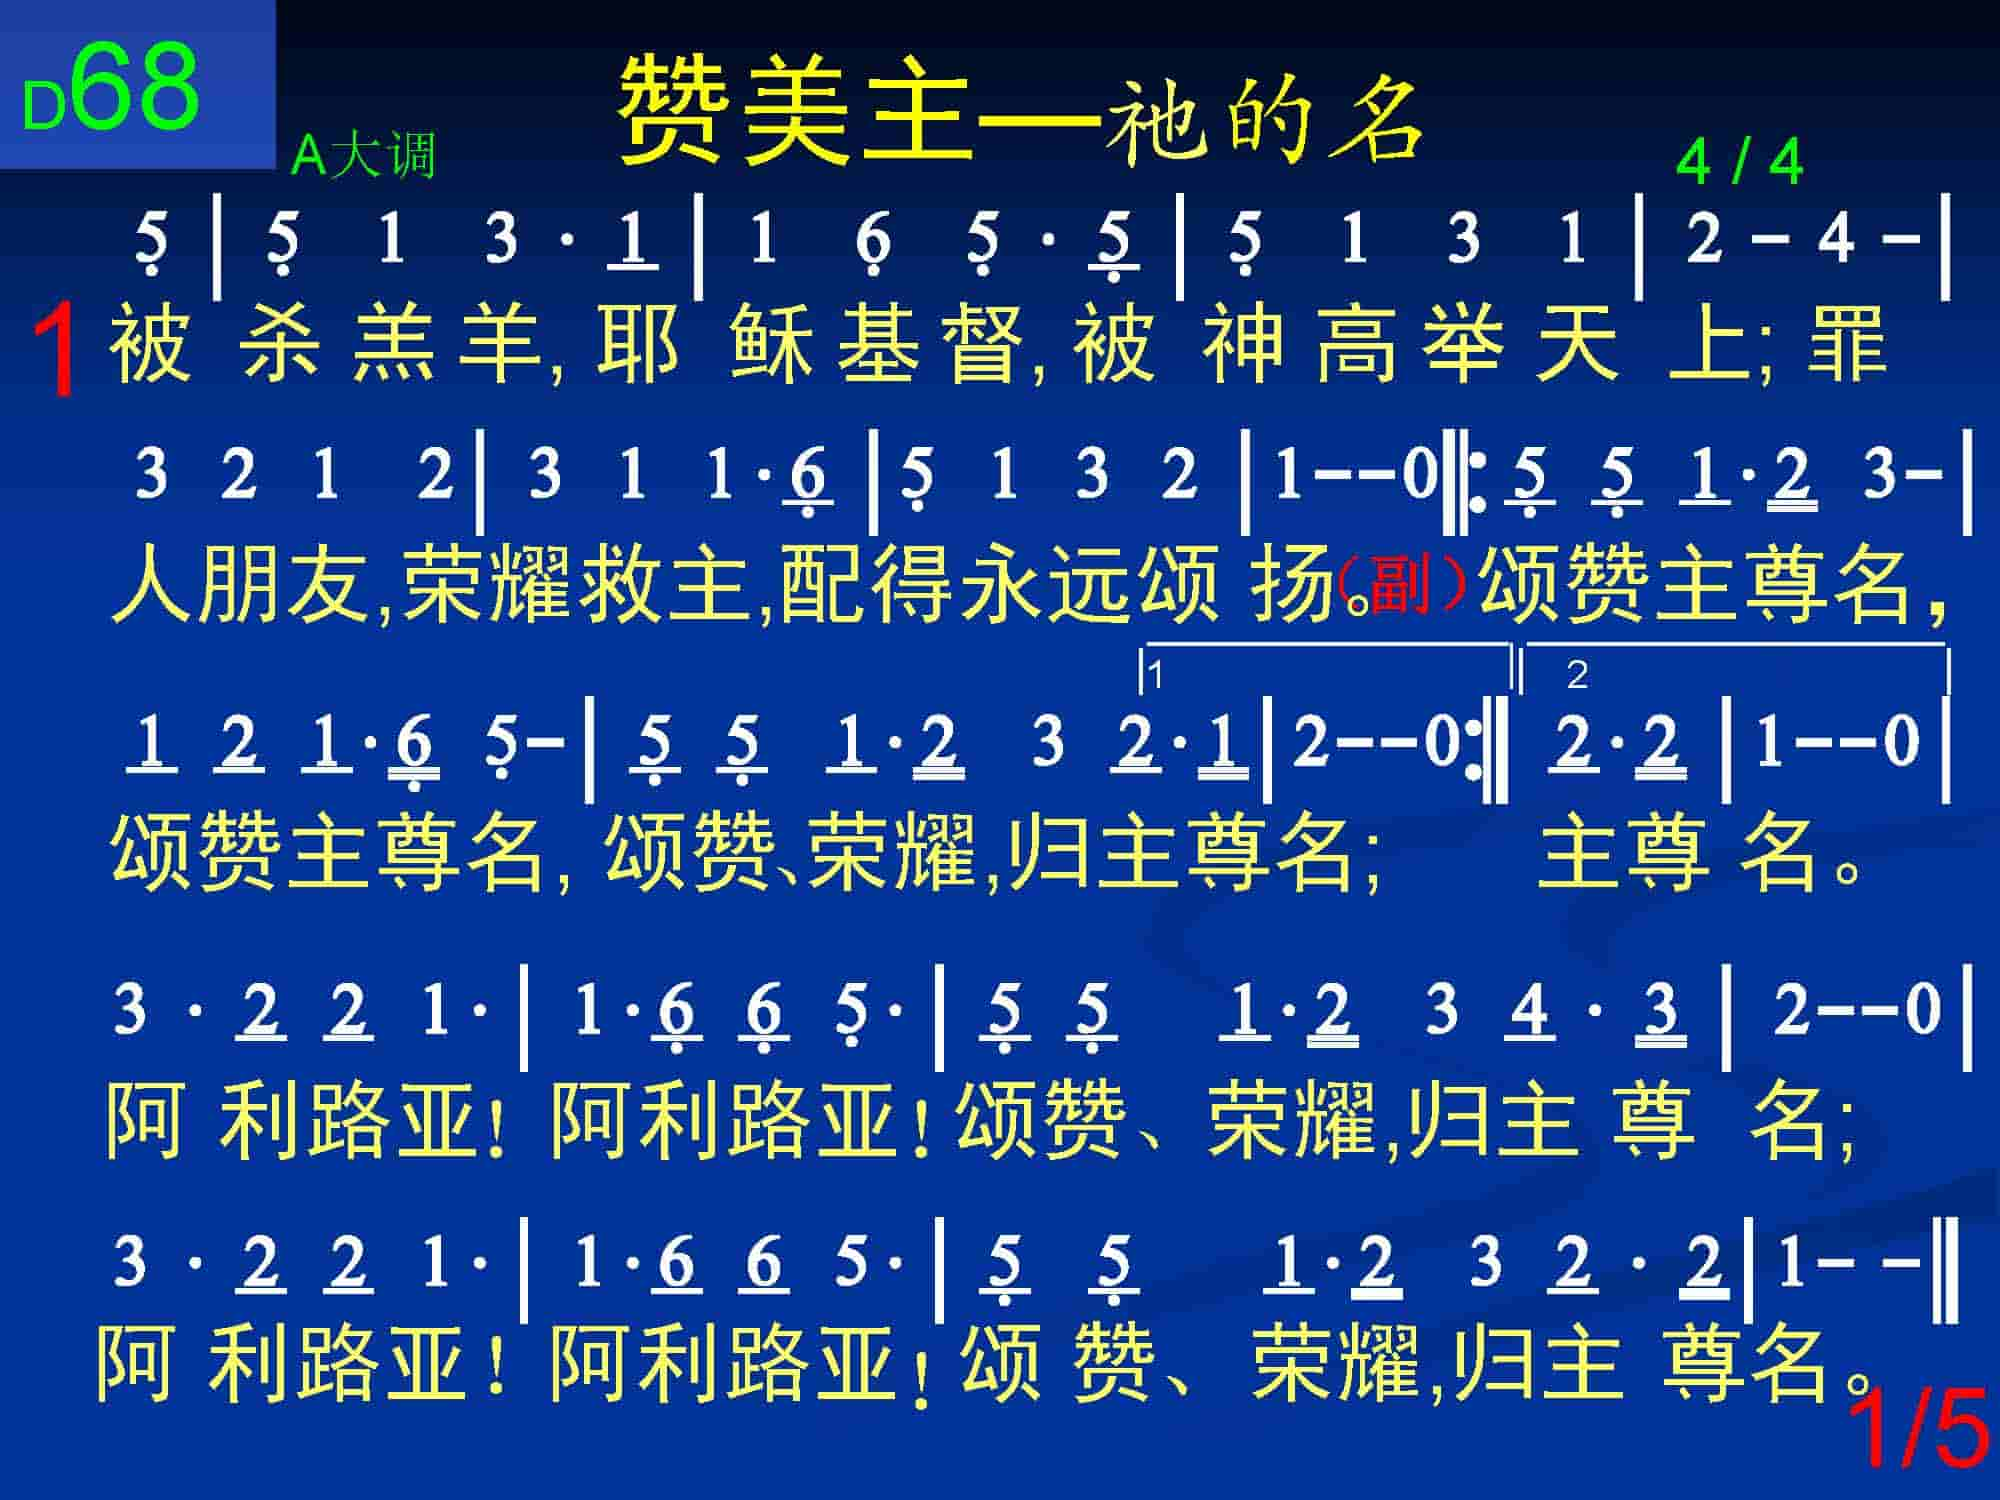 D68
赞美主—祂的名
A大调
4 / 4
5̣ | 5̣ 1 3 · 1 | 1 6̣ 5̣ · 5̣ | 5̣ 1 3 1 | 2 – 4 – |
1 被杀羔羊,耶稣基督,被神高举天上;罪
3 2 1 2 | 3 1 1 · 6̣ | 5̣ 1 3 2 | 1 – – 0 ‖: 5̣ 5̣ 1 · 2 3 – |
人朋友,荣耀救主,配得永远颂扬。(副)颂赞主尊名,
1 2
1 2 1 · 6̣ 5̣ – | 5̣ 5̣ 1 · 2 3 2 · 1 | 2 – – 0 :‖ 2 · 2 | 1 – – 0 |
颂赞主尊名,颂赞、荣耀,归主尊名; 主尊名。
3 · 2 2 1 · | 1 · 6̣ 6̣ 5̣ · | 5̣ 5̣ 1 · 2 3 4 · 3 | 2 – – 0 |
阿利路亚!阿利路亚!颂赞、荣耀,归主尊名;
3 · 2 2 1 · | 1 · 6 6 5 · | 5̣ 5̣ 1 · 2 3 2 · 2 | 1 – – ‖
阿利路亚!阿利路亚!颂赞、荣耀,归主尊名。
1/5